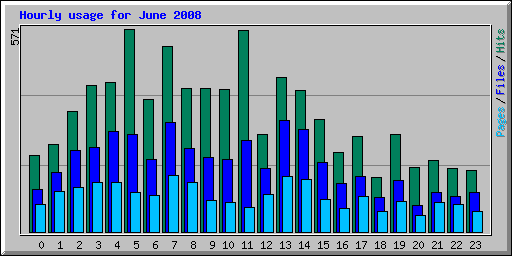 Hourly usage for June 2008
571
Pages / Files / Hits
0 1 2 3 4 5 6 7 8 9 10 11 12 13 14 15 16 17 18 19 20 21 22 23